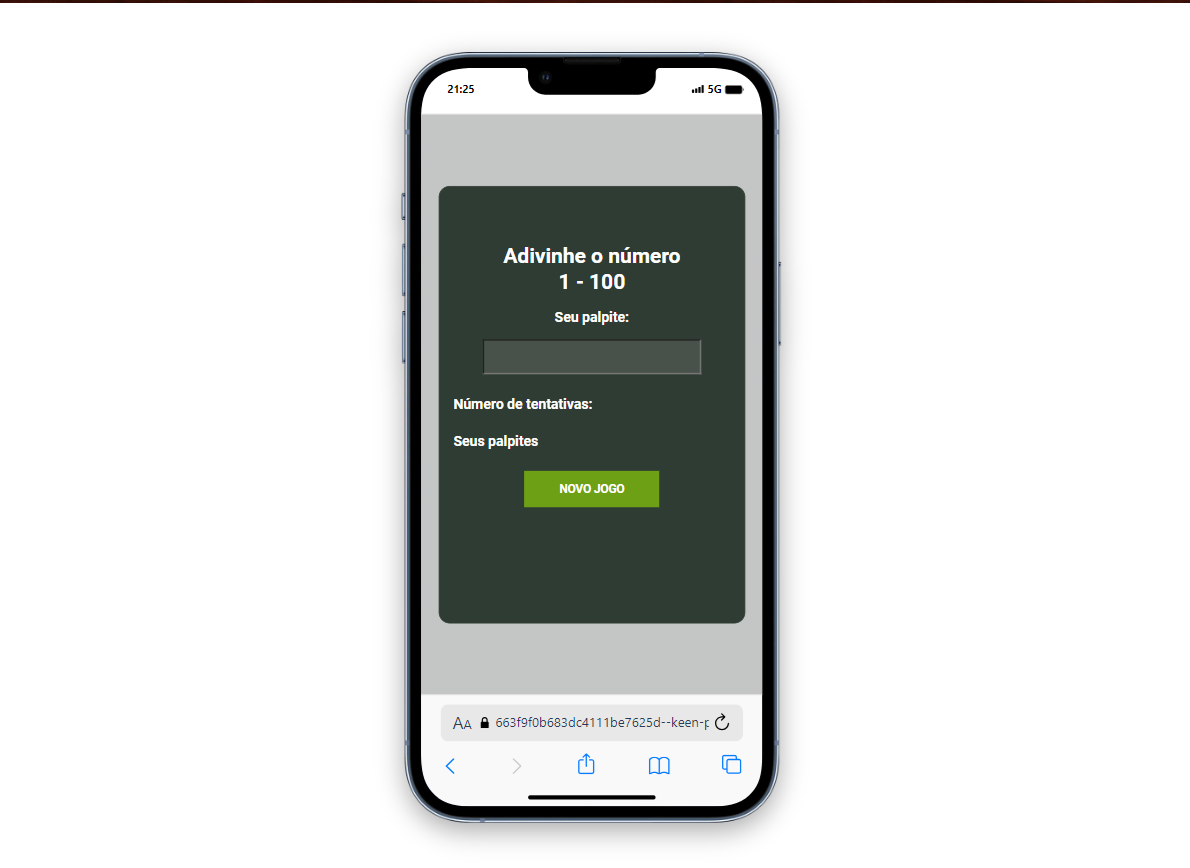 21:25 5G
Adivinhe o número
1 - 100
Seu palpite:
Número de tentativas:
Seus palpites
NOVO JOGO
AA 663f9f0b683dc4111be7625d--keen-p